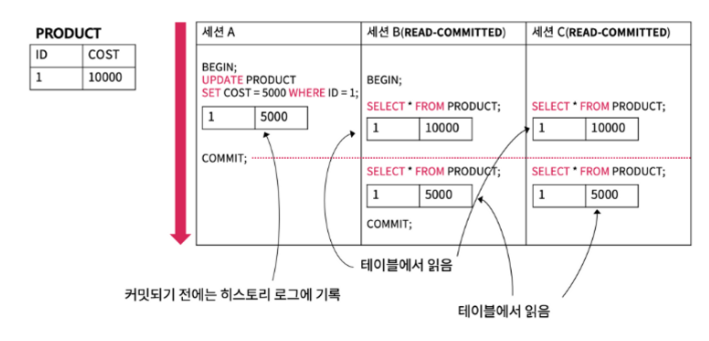 PRODUCT
ID COST
1 10000
세션 A
BEGIN;
UPDATE PRODUCT
SET COST = 5000 WHERE ID = 1;
1 5000
COMMIT;
세션 B(READ-COMMITTED)
BEGIN;
SELECT * FROM PRODUCT;
1 10000
SELECT * FROM PRODUCT;
1 5000
COMMIT;
세션 C(READ-COMMITTED)
SELECT * FROM PRODUCT;
1 10000
SELECT * FROM PRODUCT;
1 5000
테이블에서 읽음
커밋되기 전에는 히스토리 로그에 기록
테이블에서 읽음